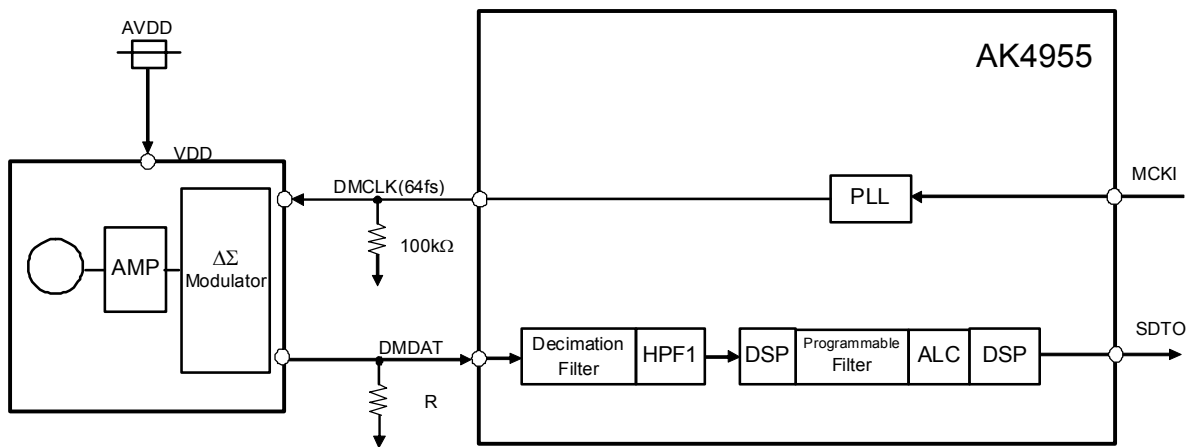 AVDD
AK4955
VDD
DMCLK(64fs)
MCKI
PLL
100kΩ
AMP
ΔΣ
Modulator
SDTO
DMDAT
Decimation
Filter
HPF1
DSP
Programmable
Filter
ALC
DSP
R